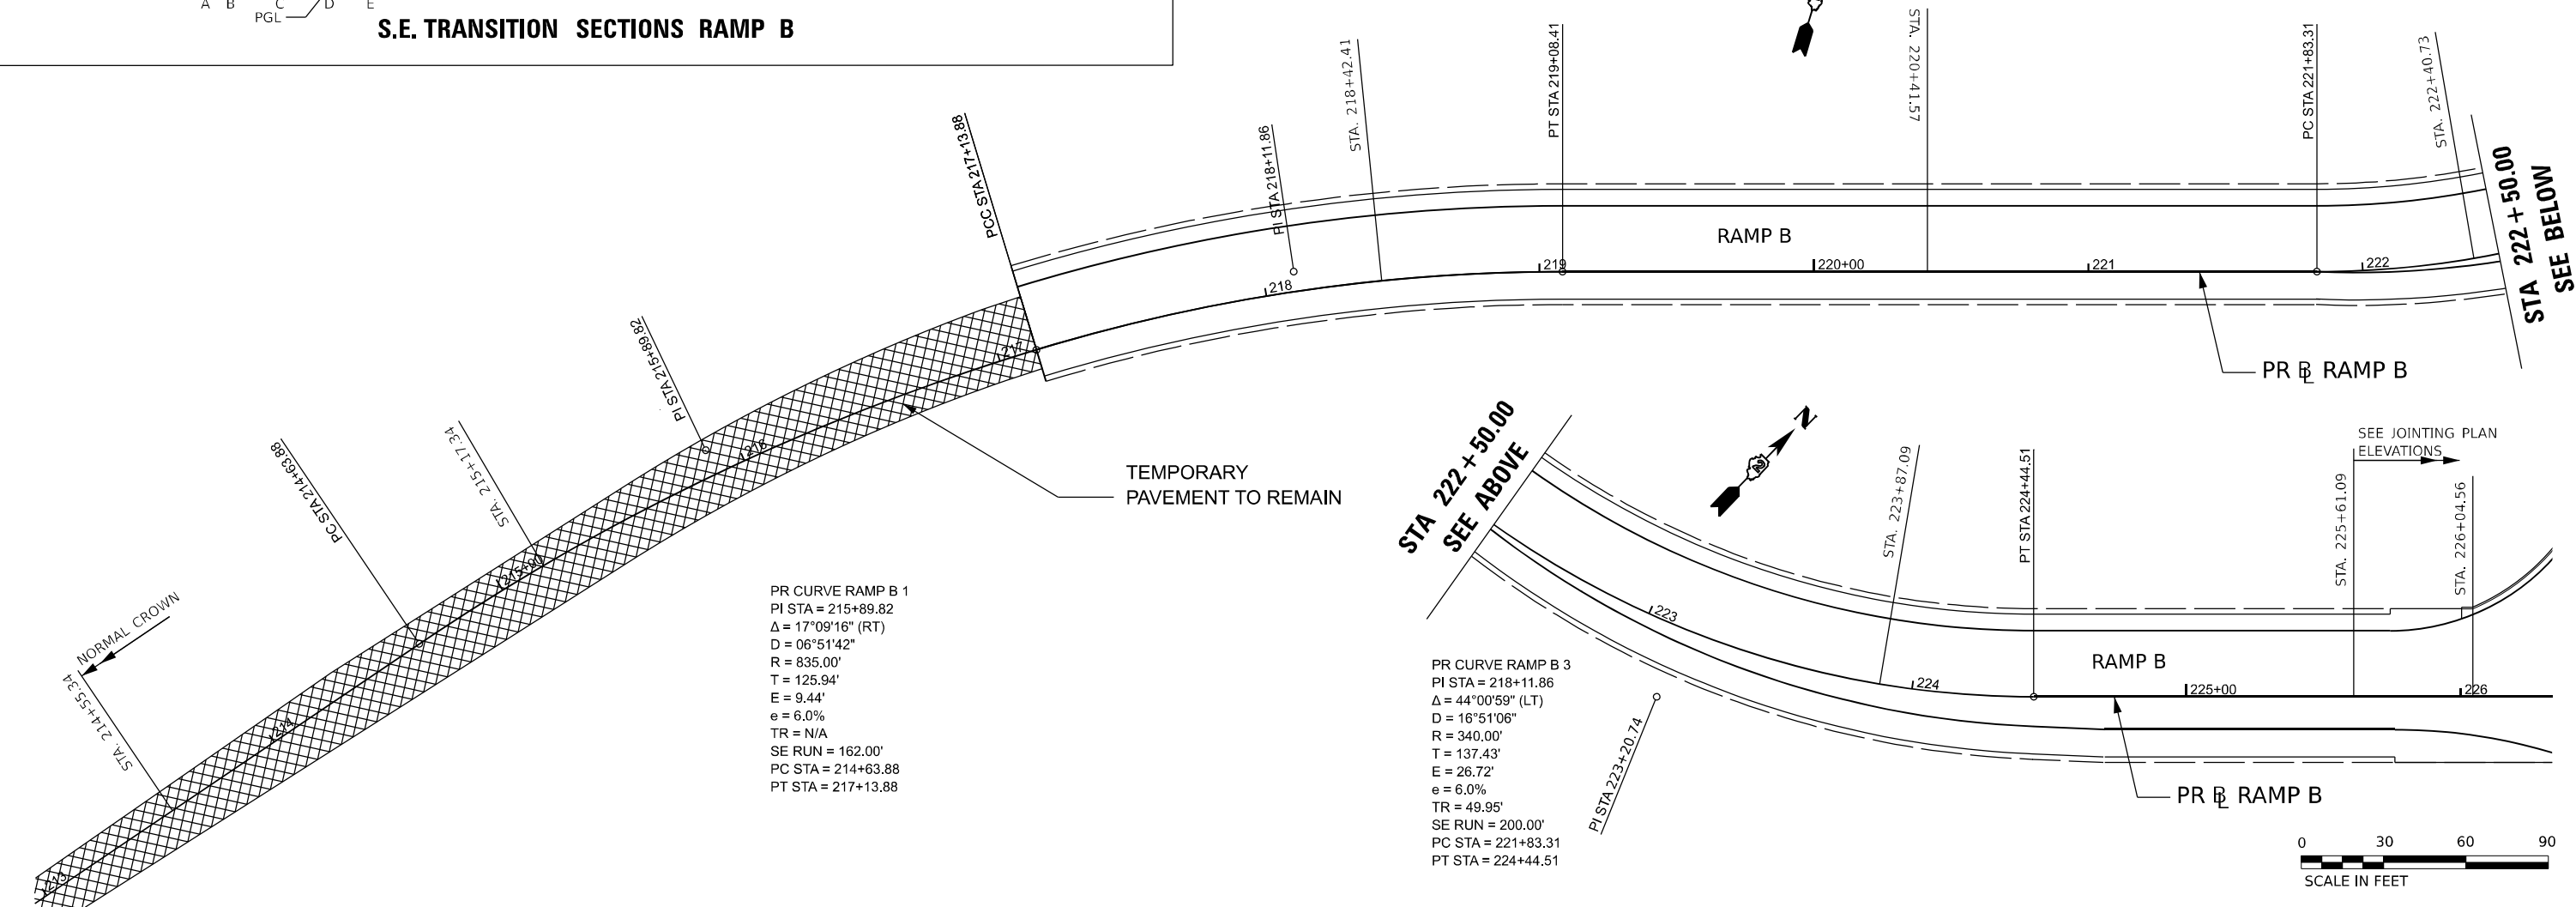 A B C D E
PGL
S.E. TRANSITION SECTIONS RAMP B
PCC STA 217+13.88
PI STA 218+11.86
STA. 218+42.41
PT STA 219+08.41
STA. 220+41.57
PC STA 221+83.31
STA. 222+40.73
STA 222+50.00
SEE BELOW
RAMP B
218
219
220+00
221
222
PR BL RAMP B
NORMAL CROWN
STA. 214+55.34
PC STA 214+63.88
STA. 215+17.34
PI STA 215+89.82
213
214
215+00
216
217
TEMPORARY
PAVEMENT TO REMAIN
PR CURVE RAMP B 1
PI STA = 215+89.82
Δ = 17°09'16" (RT)
D = 06°51'42"
R = 835.00'
T = 125.94'
E = 9.44'
e = 6.0%
TR = N/A
SE RUN = 162.00'
PC STA = 214+63.88
PT STA = 217+13.88
STA 222+50.00
SEE ABOVE
N
2
STA. 223+87.09
PT STA 224+44.51
STA. 225+61.09
SEE JOINTING PLAN
ELEVATIONS
STA. 226+04.56
223
224
225+00
226
RAMP B
PR BL RAMP B
PI STA 223+20.74
PR CURVE RAMP B 3
PI STA = 218+11.86
Δ = 44°00'59" (LT)
D = 16°51'06"
R = 340.00'
T = 137.43'
E = 26.72'
e = 6.0%
TR = 49.95'
SE RUN = 200.00'
PC STA = 221+83.31
PT STA = 224+44.51
0 30 60 90
SCALE IN FEET